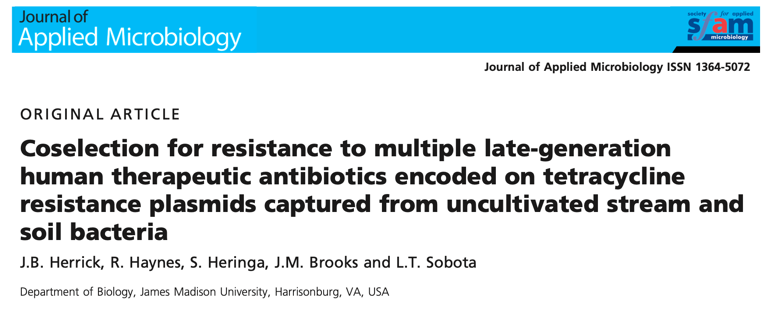 Journal of
Applied Microbiology
society for applied
sfam
microbiology
Journal of Applied Microbiology ISSN 1364-5072
ORIGINAL ARTICLE
Coselection for resistance to multiple late-generation
human therapeutic antibiotics encoded on tetracycline
resistance plasmids captured from uncultivated stream and
soil bacteria
J.B. Herrick, R. Haynes, S. Heringa, J.M. Brooks and L.T. Sobota
Department of Biology, James Madison University, Harrisonburg, VA, USA